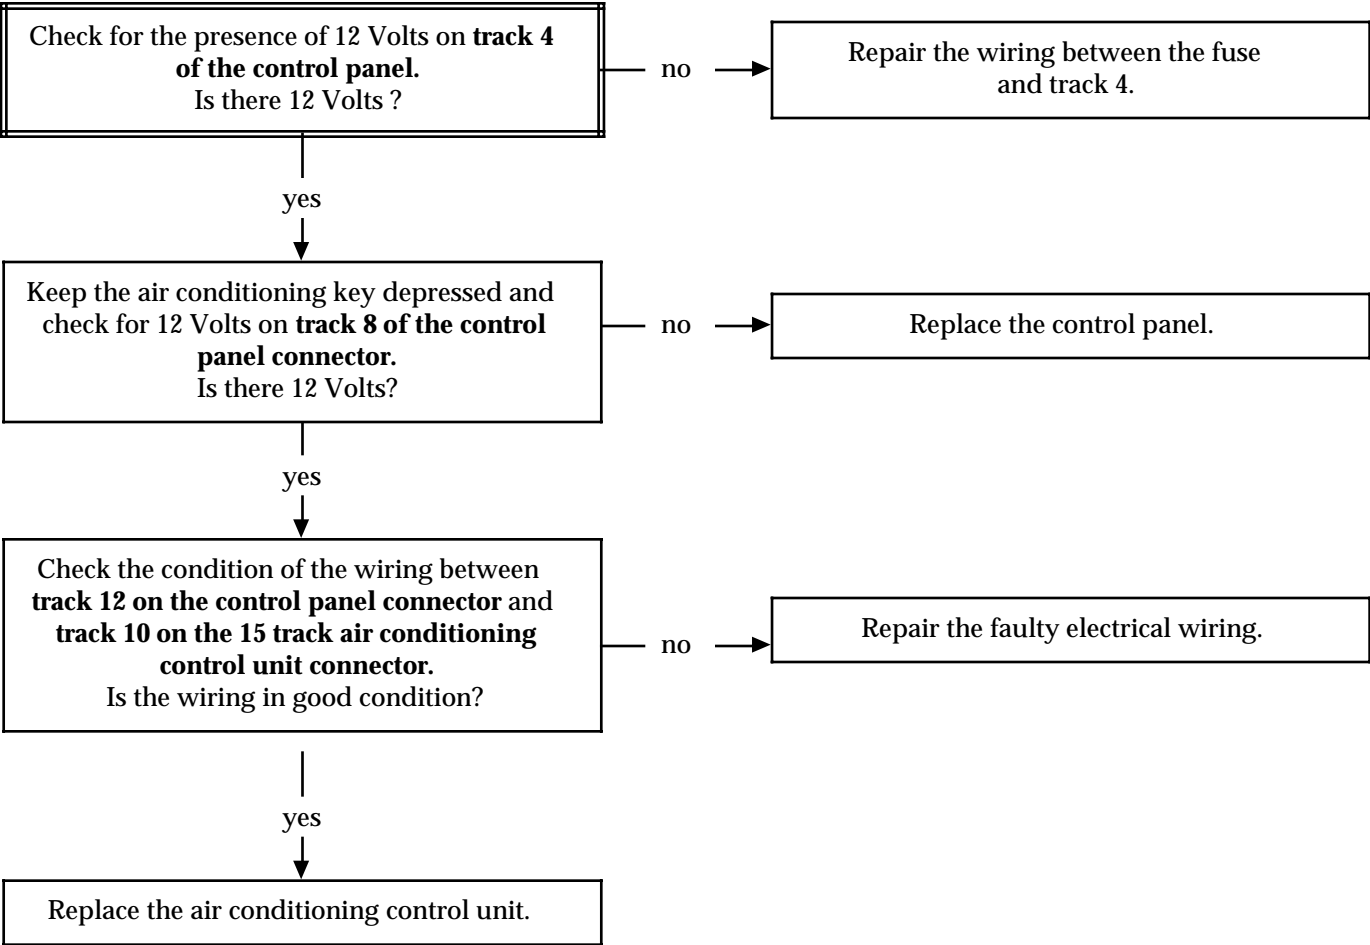 Check for the presence of 12 Volts on track 4
of the control panel.
Is there 12 Volts ?
no
Repair the wiring between the fuse
and track 4.
yes
Keep the air conditioning key depressed and
check for 12 Volts on track 8 of the control
panel connector.
Is there 12 Volts?
no
Replace the control panel.
yes
Check the condition of the wiring between
track 12 on the control panel connector and
track 10 on the 15 track air conditioning
control unit connector.
Is the wiring in good condition?
no
Repair the faulty electrical wiring.
yes
Replace the air conditioning control unit.